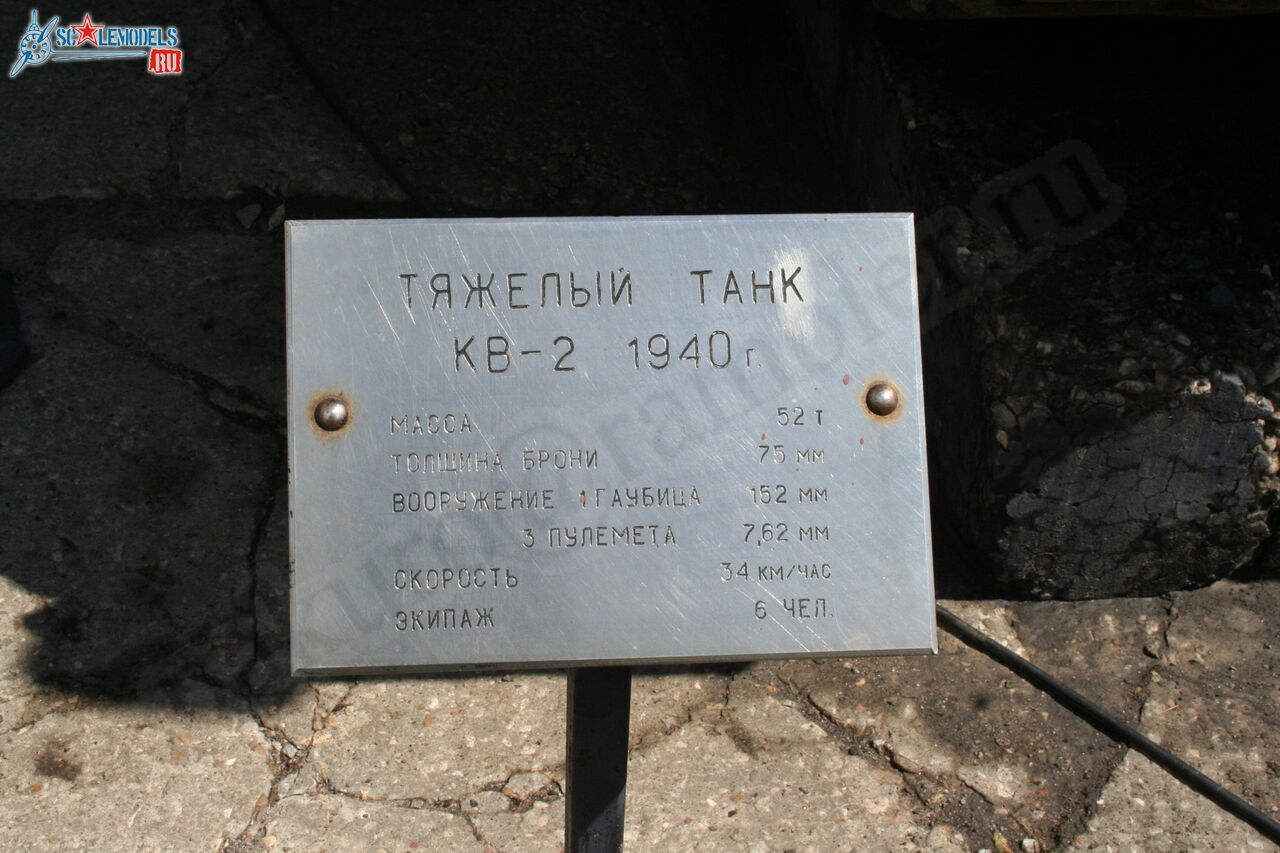 SCALEMODELS
RU
ТЯЖЕЛЫЙ ТАНК
КВ-2 1940г.
МАССА 52 т
ТОЛЩИНА БРОНИ 75 мм
ВООРУЖЕНИЕ 1 ГАУБИЦА 152 мм
3 ПУЛЕМЕТА 7,62 мм
СКОРОСТЬ 34 КМ/ЧАС
ЭКИПАЖ 6 ЧЕЛ.